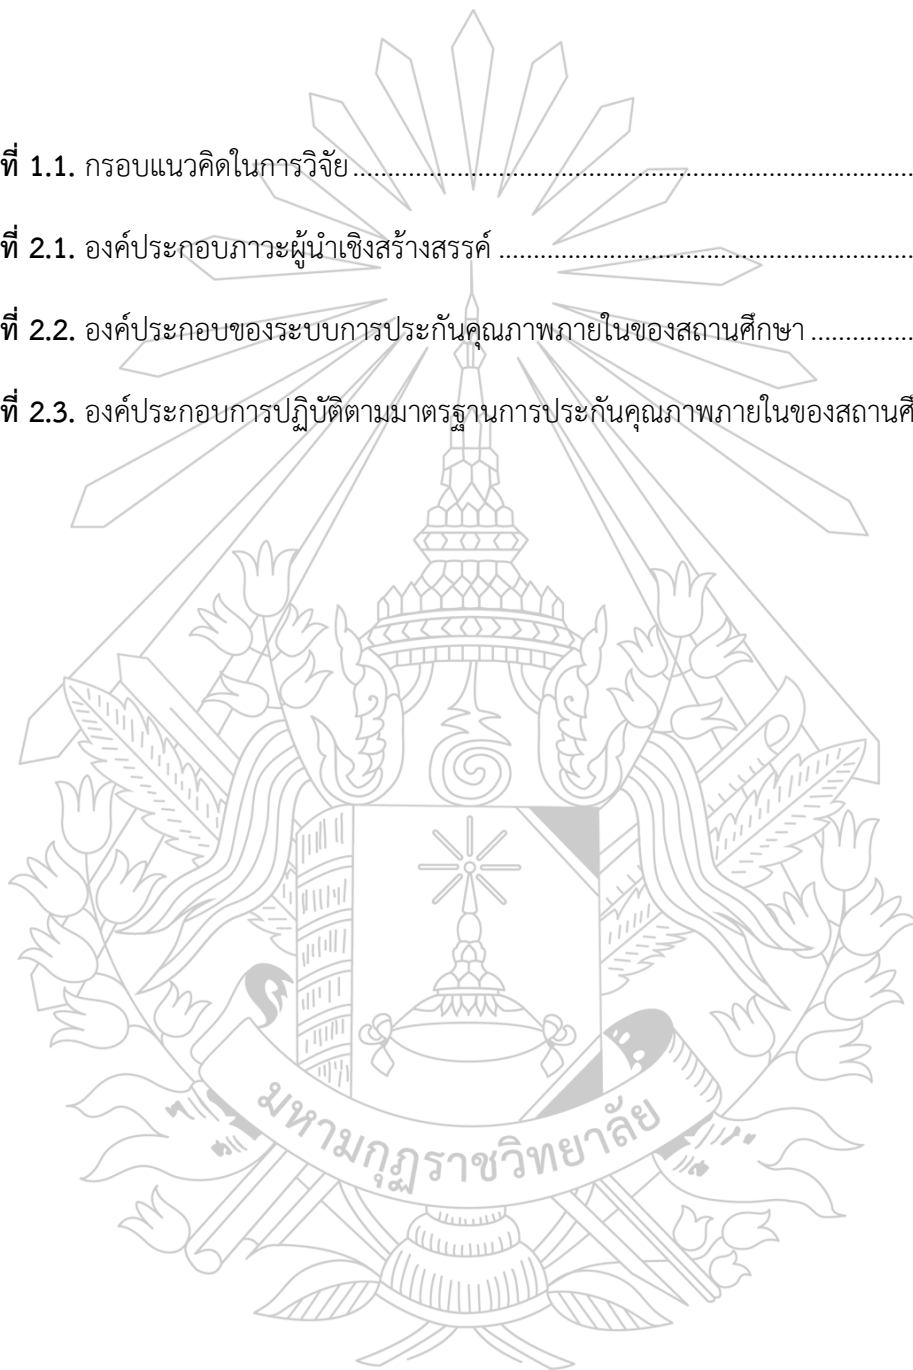 ที่ 1.1. กรอบแนวคิดในการวิจัย
ที่ 2.1. องค์ประกอบภาวะผู้นำเชิงสร้างสรรค์
ที่ 2.2. องค์ประกอบของระบบการประกันคุณภาพภายในของสถานศึกษา
ที่ 2.3. องค์ประกอบการปฏิบัติตามมาตรฐานการประกันคุณภาพภายในของสถานศึ
มหามกุฏราชวิทยาลัย